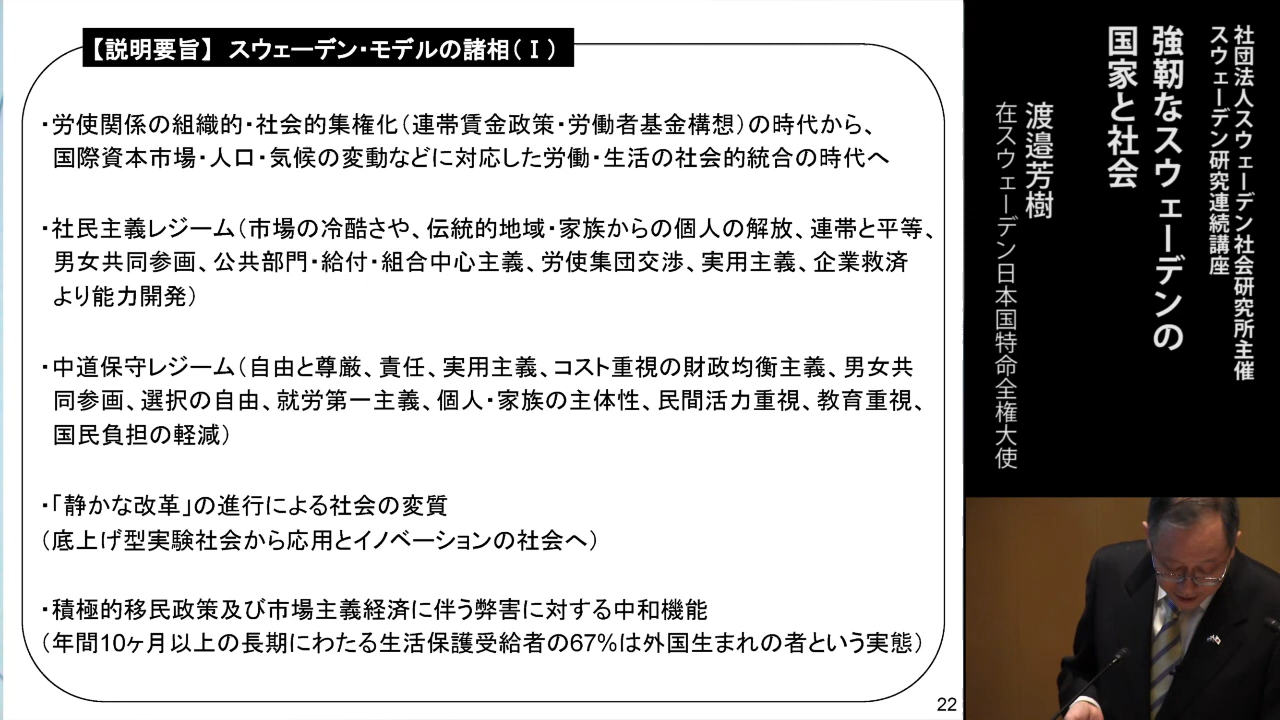 【説明要旨】 スウェーデン・モデルの諸相(Ⅰ)
・労使関係の組織的・社会的集権化(連帯賃金政策・労働者基金構想)の時代から、
国際資本市場・人口・気候の変動などに対応した労働・生活の社会的統合の時代へ
・社民主義レジーム(市場の冷酷さや、伝統的地域・家族からの個人の解放、連帯と平等、
男女共同参画、公共部門・給付・組合中心主義、労使集団交渉、実用主義、企業救済
より能力開発)
・中道保守レジーム(自由と尊厳、責任、実用主義、コスト重視の財政均衡主義、男女共
同参画、選択の自由、就労第一主義、個人・家族の主体性、民間活力重視、教育重視、
国民負担の軽減)
・「静かな改革」の進行による社会の変質
(底上げ型実験社会から応用とイノベーションの社会へ)
・積極的移民政策及び市場主義経済に伴う弊害に対する中和機能
(年間10ヶ月以上の長期にわたる生活保護受給者の67%は外国生まれの者という実態)
22
社団法人スウェーデン社会研究所主催
スウェーデン研究連続講座
強靭なスウェーデンの
国家と社会
渡邉芳樹
在スウェーデン日本国特命全権大使